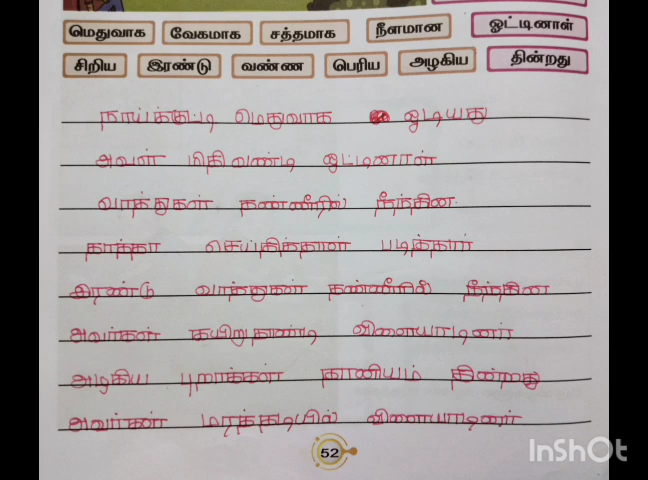 மெதுவாக வேகமாக சத்தமாக நீளமான ஓட்டினாள்
சிறிய இரண்டு வண்ண பெரிய அழகிய தின்றது
நாய்க்குட்டி மெதுவாக ஓடியது
அவள் மிதிவண்டி ஓட்டினாள்
வாத்துகள் தண்ணீரில் நீந்தின
தாத்தா செய்தித்தாள் படித்தார்
இரண்டு வாத்துகள் தண்ணீரில் நீந்தின
அவர்கள் கயிறுதாண்டி விளையாடினர்
அழகிய புறாக்கள் தானியம் தின்றது
அவர்கள் மரத்தடியில் விளையாடினர்
52
InShOt